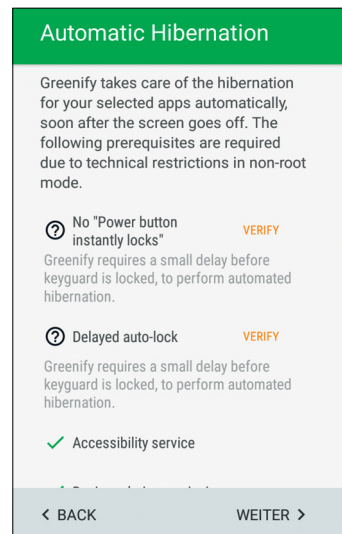 Automatic Hibernation
Greenify takes care of the hibernation
for your selected apps automatically,
soon after the screen goes off. The
following prerequisites are required
due to technical restrictions in non-root
mode.
No "Power button
instantly locks"
VERIFY
Greenify requires a small delay before
keyguard is locked, to perform automated
hibernation.
Delayed auto-lock
VERIFY
Greenify requires a small delay before
keyguard is locked, to perform automated
hibernation.
Accessibility service
BACK
WEITER